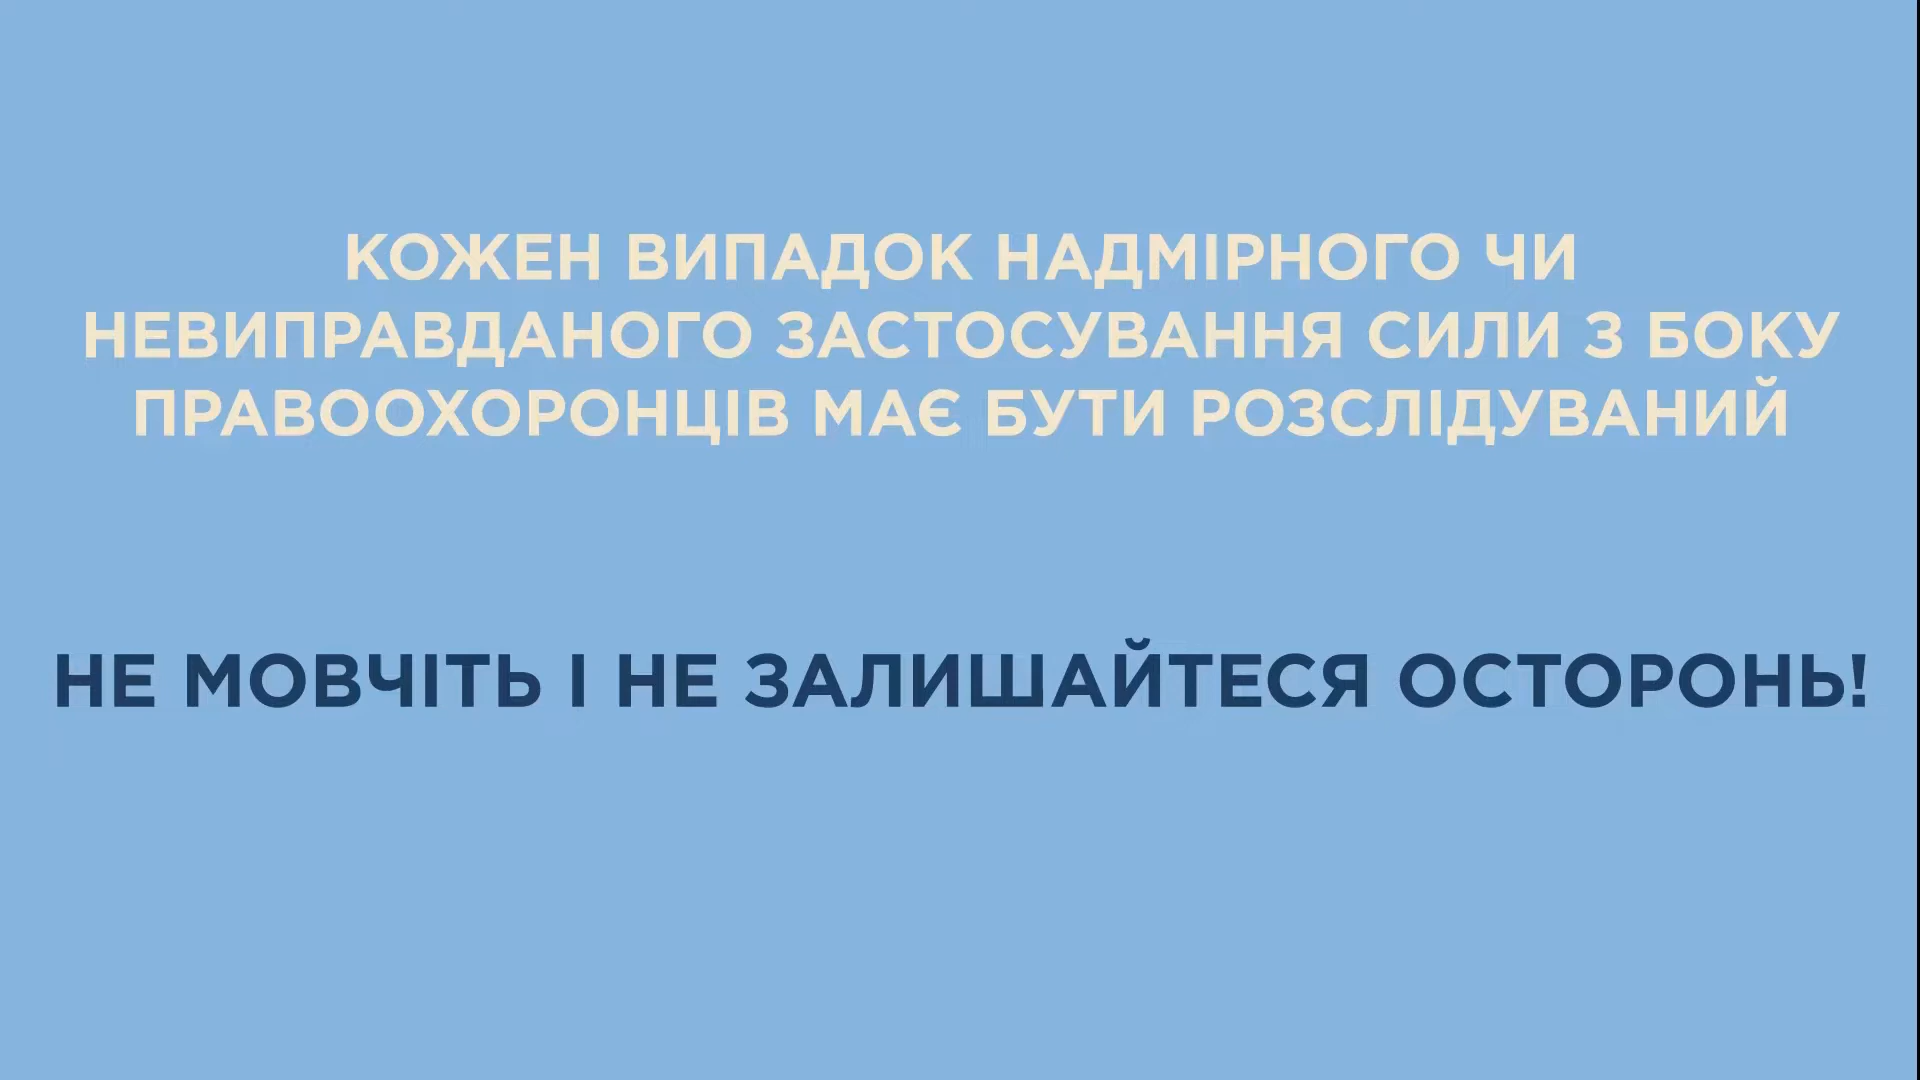 КОЖЕН ВИПАДОК НАДМІРНОГО ЧИ
НЕВИПРАВДАНОГО ЗАСТОСУВАННЯ СИЛИ З БОКУ
ПРАВООХОРОНЦІВ МАЄ БУТИ РОЗСЛІДУВАНИЙ
НЕ МОВЧІТЬ І НЕ ЗАЛИШАЙТЕСЯ ОСТОРОНЬ!